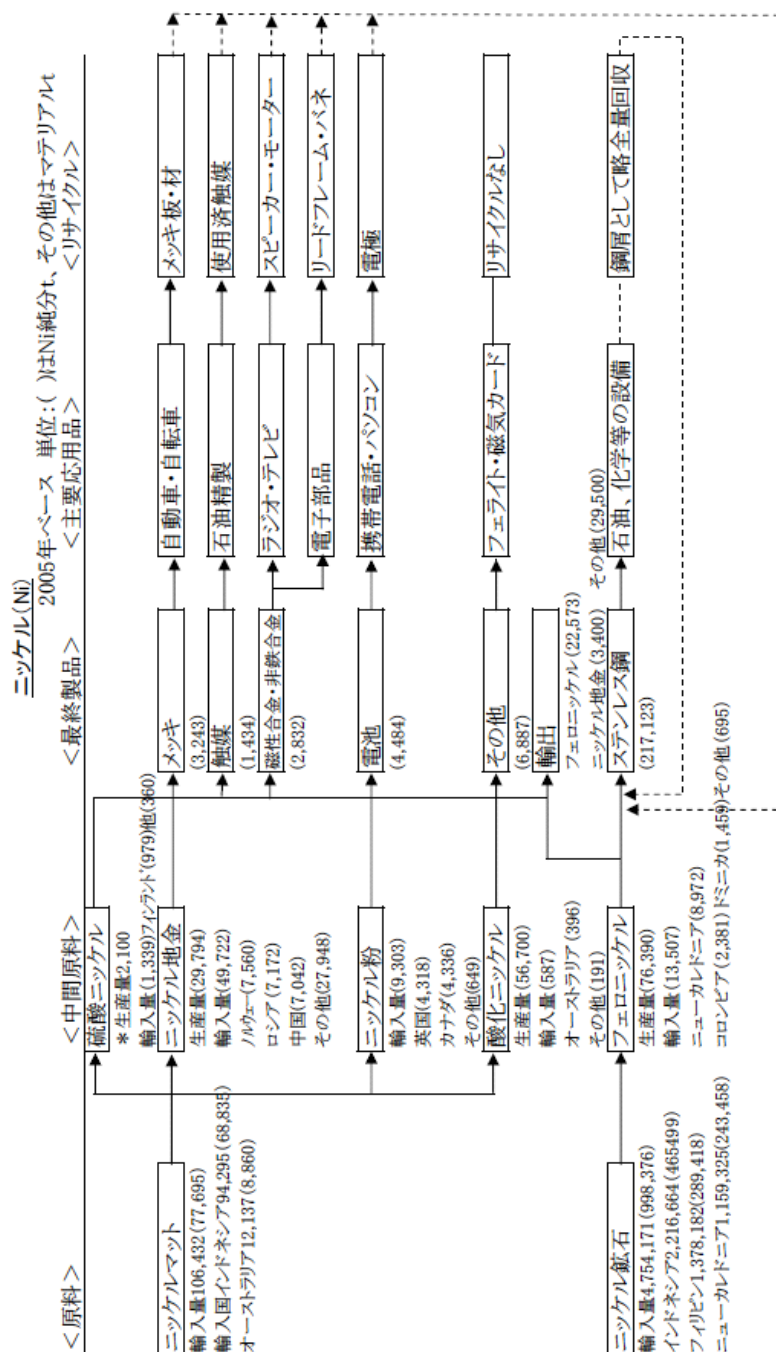 ニッケル(Ni)
2005年ベース 単位:( )はNi純分t、その他はマテリアルt
<原料>
<中間原料>
<最終製品>
<主要応用品>
<リサイクル>
ニッケルマット
輸入量106,432(77,695)
輸入国インドネシア94,295(68,835)
オーストラリア12,137(8,860)
ニッケル鉱石
輸入量4,754,171(998,376)
インドネシア2,216,664(465499)
フィリピン1,378,182(289,418)
ニューカレドニア1,159,325(243,458)
硫酸ニッケル
*生産量2,100
輸入量(1,339)フィンランド(979)他(360)
ニッケル地金
生産量(29,794)
輸入量(49,722)
ノルウェー(7,560)
ロシア(7,172)
中国(7,042)
その他(27,948)
ニッケル粉
輸入量(9,303)
英国(4,318)
カナダ(4,336)
その他(649)
酸化ニッケル
生産量(56,700)
輸入量(587)
オーストラリア(396)
その他(191)
フェロニッケル
生産量(76,390)
輸入量(13,507)
ニューカレドニア(8,972)
コロンビア(2,381)ドミニカ(1,459)その他(695)
メッキ
(3,243)
触媒
(1,434)
磁性合金・非鉄合金
(2,832)
電池
(4,484)
その他
(6,887)
輸出
フェロニッケル(22,573)
ニッケル地金(3,400) その他(29,500)
ステンレス鋼
(217,123)
自動車・自転車
石油精製
ラジオ・テレビ
電子部品
携帯電話・パソコン
フェライト・磁気カード
石油、化学等の設備
メッキ板・材
使用済触媒
スピーカー・モーター
リードフレーム・バネ
電極
リサイクルなし
鋼屑として略全量回収